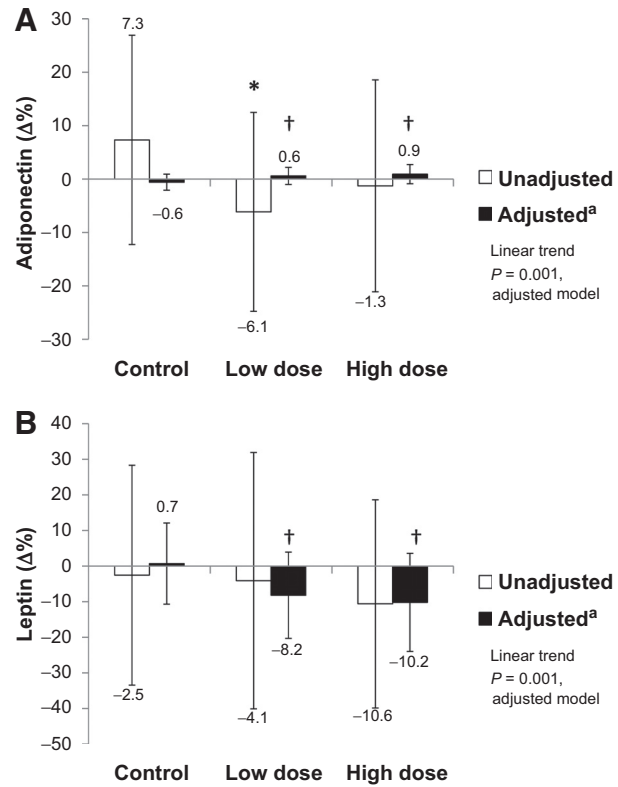 A
Adiponectin (Δ%)
30
20
10
0
–10
–20
–30
7.3
*
†
†
0.6
0.9
–0.6
–1.3
–6.1
Control
Low dose
High dose
Unadjusted
Adjustedª
Linear trend
P = 0.001,
adjusted model
B
Leptin (Δ%)
40
30
20
10
0
–10
–20
–30
–40
–50
0.7
†
†
–8.2
–10.2
–2.5
–4.1
–10.6
Control
Low dose
High dose
Unadjusted
Adjustedª
Linear trend
P = 0.001,
adjusted model